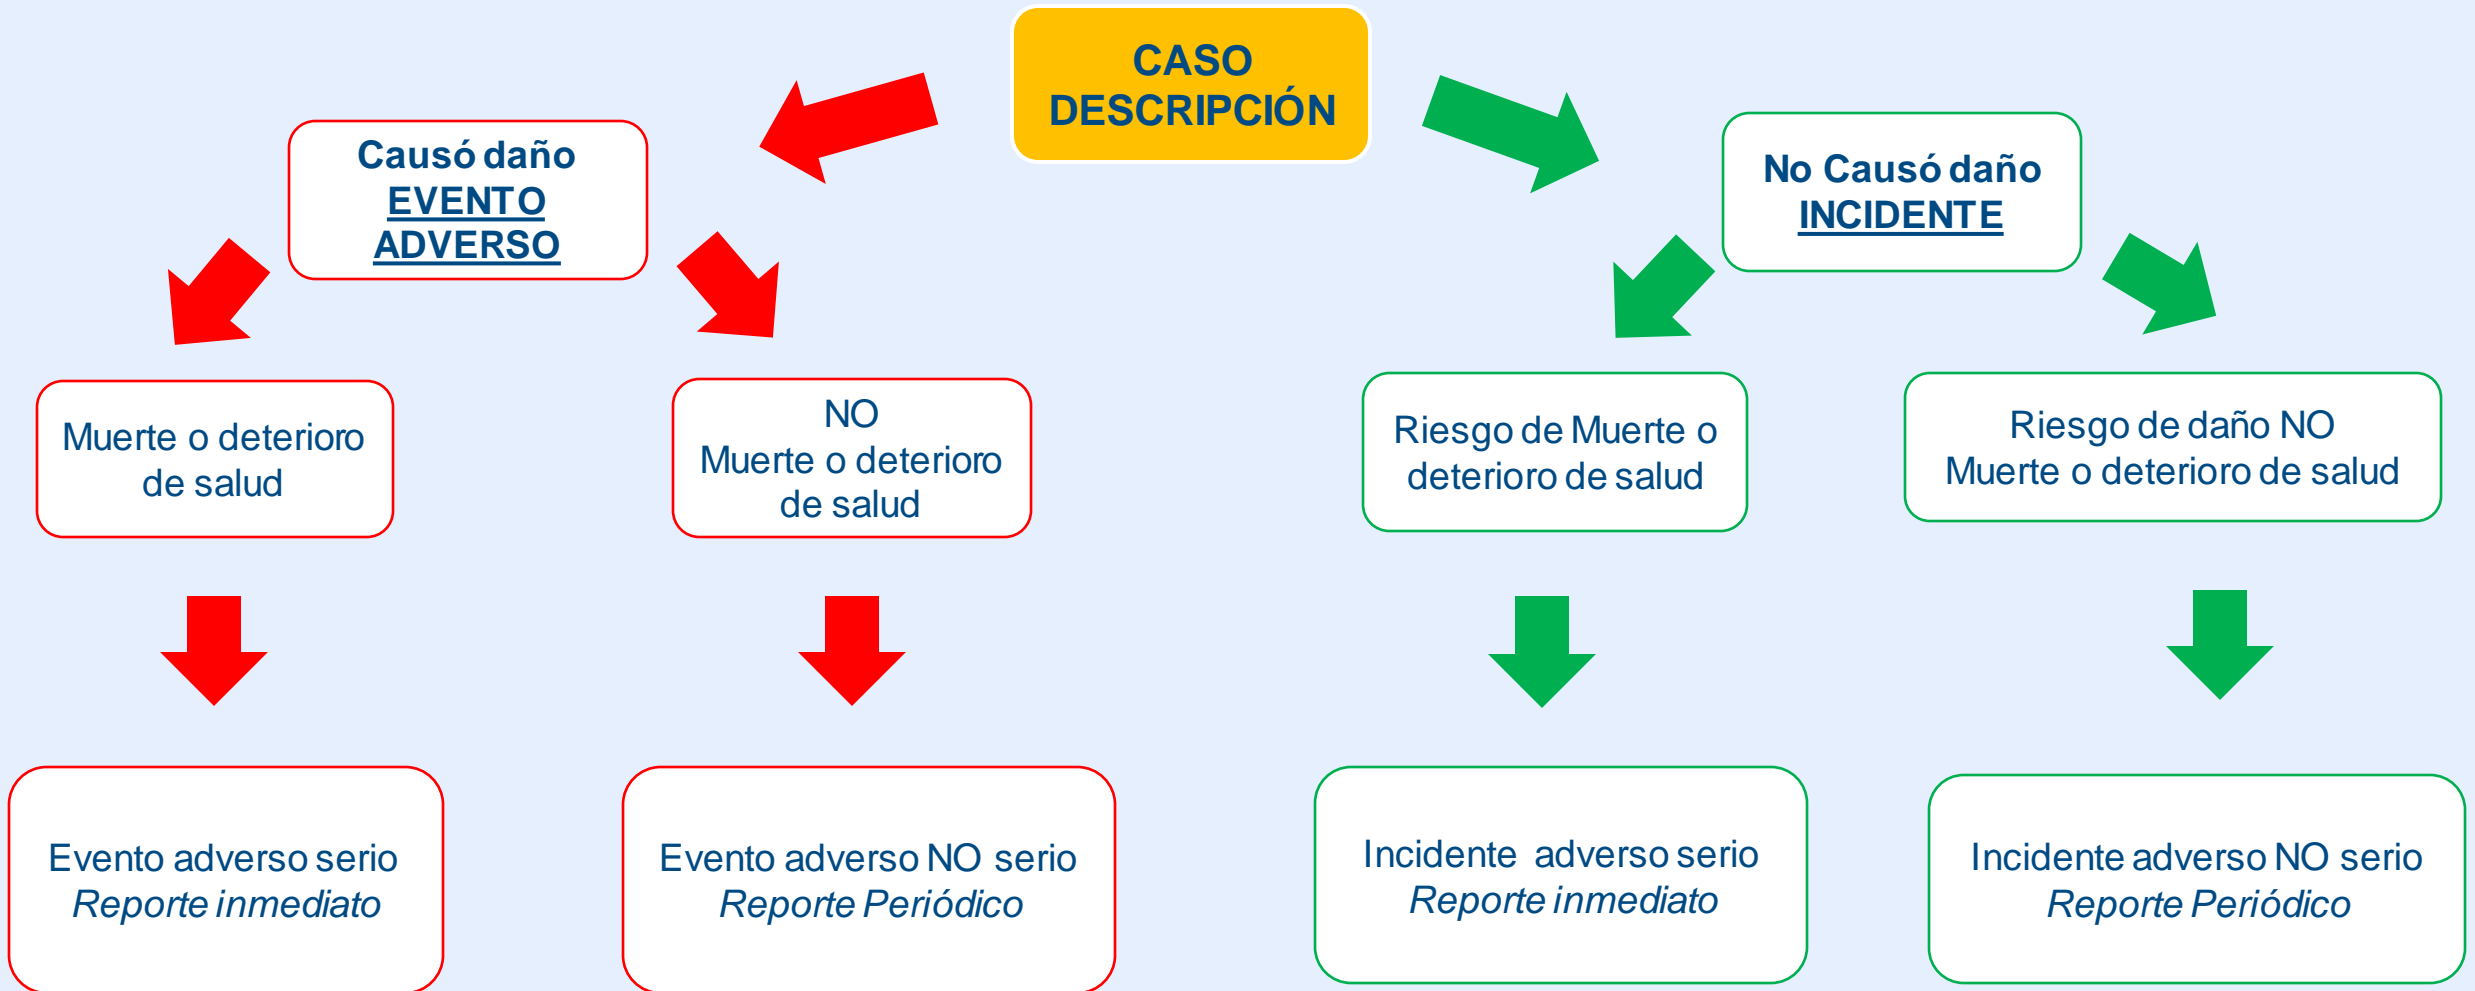 CASO
DESCRIPCIÓN
Causó daño
EVENTO
ADVERSO
No Causó daño
INCIDENTE
Muerte o deterioro
de salud
NO
Muerte o deterioro
de salud
Riesgo de Muerte o
deterioro de salud
Riesgo de daño NO
Muerte o deterioro de salud
Evento adverso serio
Reporte inmediato
Evento adverso NO serio
Reporte Periódico
Incidente adverso serio
Reporte inmediato
Incidente adverso NO serio
Reporte Periódico